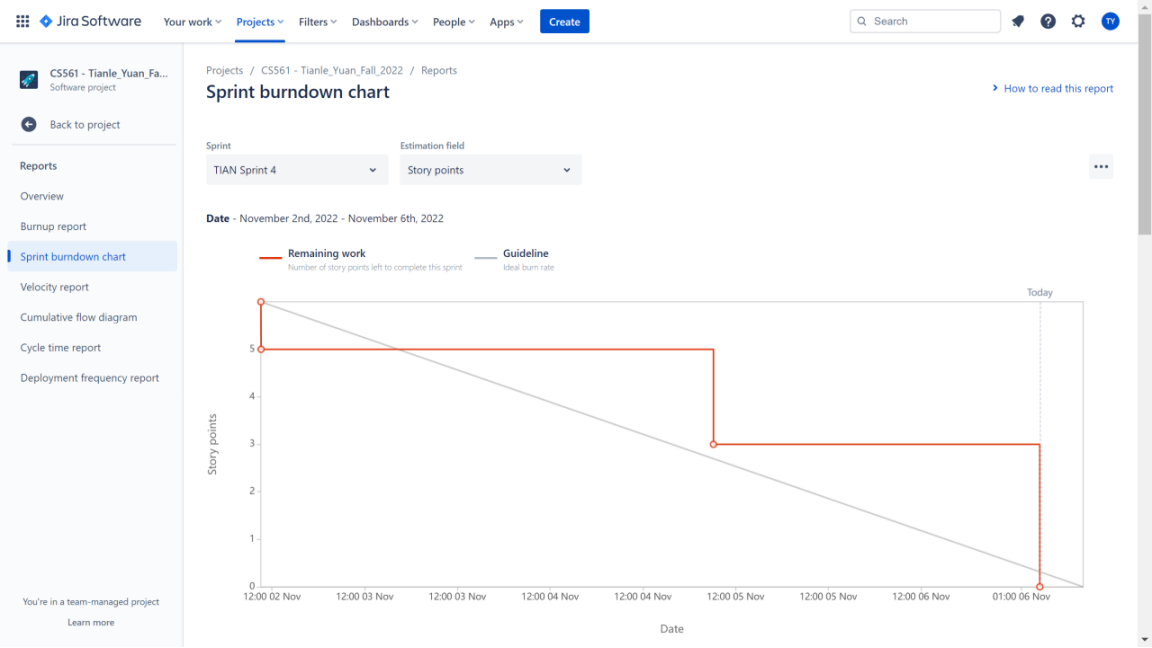 Jira Software
Your work
Projects
Filters
Dashboards
People
Apps
Create
Search
TY
CS561 - Tianle_Yuan_Fa...
Software project
Back to project
Reports
Overview
Burnup report
Sprint burndown chart
Velocity report
Cumulative flow diagram
Cycle time report
Deployment frequency report
You're in a team-managed project
Learn more
Projects / CS561 - Tianle_Yuan_Fall_2022 / Reports
Sprint burndown chart
How to read this report
Sprint
TIAN Sprint 4
Estimation field
Story points
Date - November 2nd, 2022 - November 6th, 2022
Remaining work
Number of story points left to complete this sprint
Guideline
Ideal burn rate
Today
Story points
5
4
3
2
1
0
12:00 02 Nov
12:00 03 Nov
12:00 03 Nov
12:00 04 Nov
12:00 04 Nov
12:00 05 Nov
12:00 05 Nov
12:00 06 Nov
01:00 06 Nov
Date